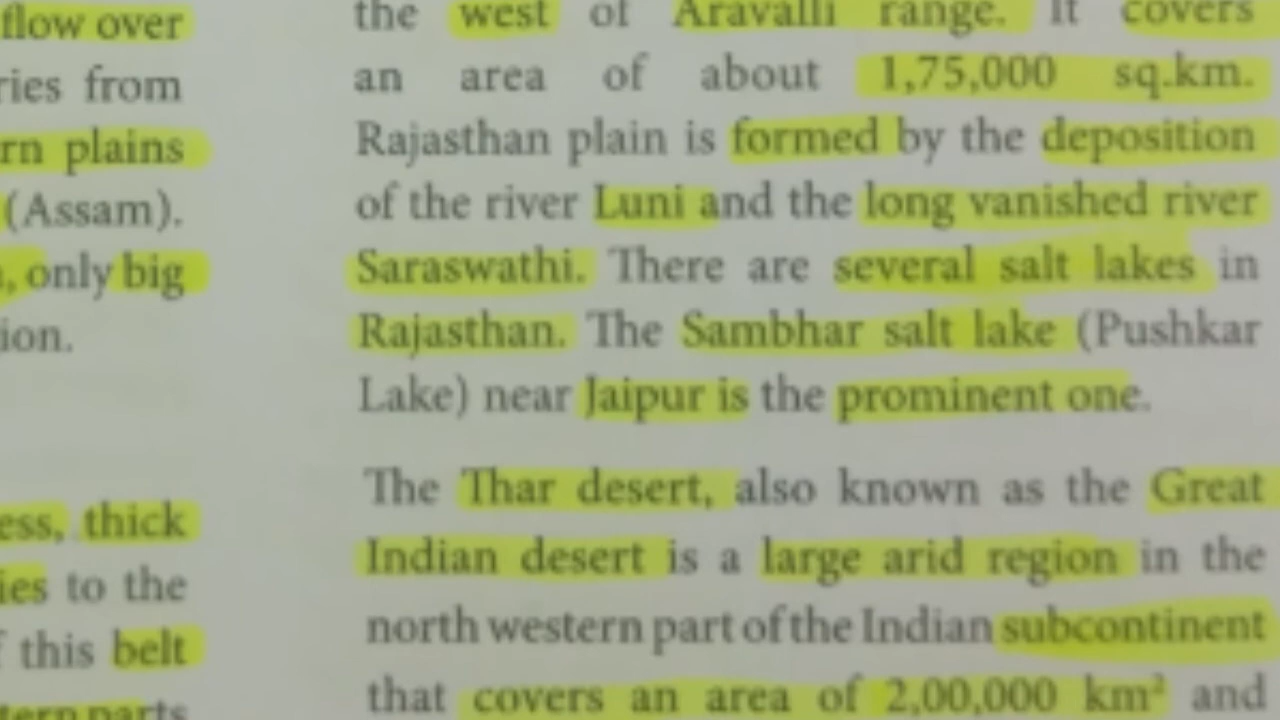 flow over
ries from
rn plains
(Assam).
, only big
ion.
ess, thick
ies to the
f this belt
tern parts
the west of Aravalli range. It covers
an area of about 1,75,000 sq.km.
Rajasthan plain is formed by the deposition
of the river Luni and the long vanished river
Saraswathi. There are several salt lakes in
Rajasthan. The Sambhar salt lake (Pushkar
Lake) near Jaipur is the prominent one.
The Thar desert, also known as the Great
Indian desert is a large arid region in the
north western part of the Indian subcontinent
that covers an area of 2,00,000 km² and